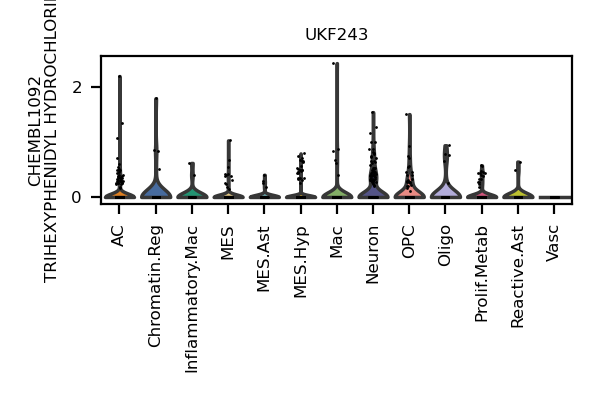 UKF243
CHEMBL1092
TRIHEXYPHENIDYL
2
0
AC
Chromatin.Reg
Inflammatory.Mac
MES
MES.Ast
MES.Hyp
Mac
Neuron
OPC
Oligo
Prolif.Metab
Reactive.Ast
Vasc